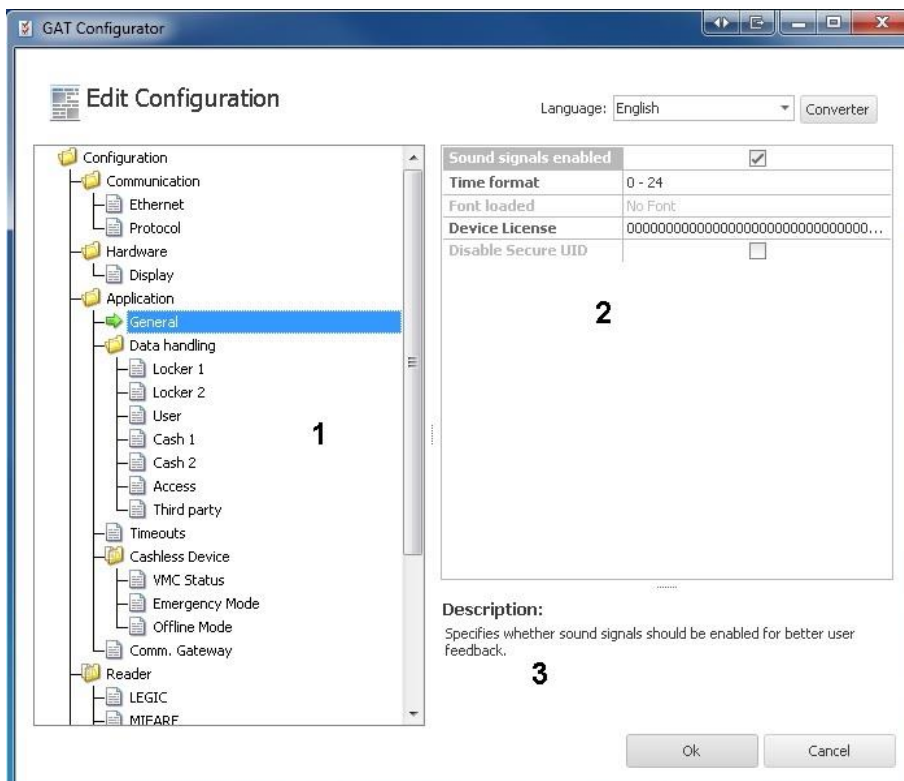 GAT Configurator
Edit Configuration
Language: English Converter
Configuration
Communication
Ethernet
Protocol
Hardware
Display
Application
General
Data handling
Locker 1
Locker 2
User
Cash 1
Cash 2
Access
Third party
Timeouts
Cashless Device
VMC Status
Emergency Mode
Offline Mode
Comm. Gateway
Reader
LEGIC
MIFARE
1
Sound signals enabled
Time format 0 - 24
Font loaded No Font
Device License 00000000000000000000000000000000...
Disable Secure UID
2
Description:
Specifies whether sound signals should be enabled for better user
feedback.
3
Ok Cancel